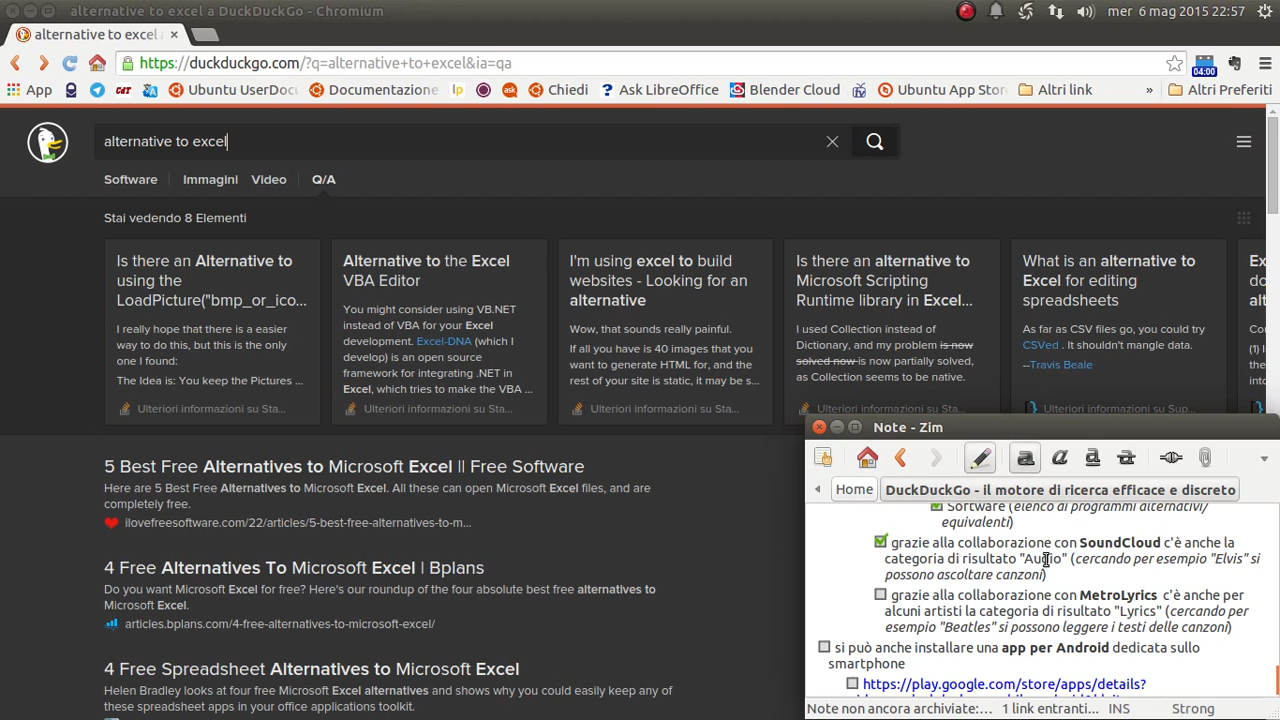 alternative to excel a DuckDuckGo - Chromium
mer 6 mag 2015 22:57
alternative to excel a
https://duckduckgo.com/?q=alternative+to+excel&ia=qa
04:00
App
CAT
Ubuntu UserDocu
Documentazione
lp
ask
Chiedi
? Ask LibreOffice
Blender Cloud
Ubuntu App Stor
Altri link
»
Altri Preferiti
alternative to excel
Software
Immagini
Video
Q/A
Stai vedendo 8 Elementi
Is there an Alternative to
using the
LoadPicture("bmp_or_ico...
I really hope that there is a easier
way to do this, but this is the only
one I found:
The Idea is: You keep the Pictures ...
Ulteriori informazioni su Sta...
Alternative to the Excel
VBA Editor
You might consider using VB.NET
instead of VBA for your Excel
development. Excel-DNA (which I
develop) is an open source
framework for integrating .NET in
Excel, which tries to make the VBA ...
Ulteriori informazioni su Sta...
I'm using excel to build
websites - Looking for an
alternative
Wow, that sounds really painful.
If all you have is 40 images that you
want to generate HTML for, and the
rest of your site is static, it may be s...
Ulteriori informazioni su Sta...
Is there an alternative to
Microsoft Scripting
Runtime library in Excel...
I used Collection instead of
Dictionary, and my problem is now
solved now is now partially solved,
as Collection seems to be native.
Ulteriori informazioni su Sta...
What is an alternative to
Excel for editing
spreadsheets
As far as CSV files go, you could try
CSVed . It shouldn't mangle data.
--Travis Beale
Ulteriori informazioni su Sup...
5 Best Free Alternatives to Microsoft Excel || Free Software
Here are 5 Best Free Alternatives to Microsoft Excel. All these can open Microsoft Excel files, and are
completely free.
ilovefreesoftware.com/22/articles/5-best-free-alternatives-to-m...
4 Free Alternatives To Microsoft Excel | Bplans
Do you want Microsoft Excel for free? Here's our roundup of the four absolute best free alternatives to
Microsoft Excel.
articles.bplans.com/4-free-alternatives-to-microsoft-excel/
4 Free Spreadsheet Alternatives to Microsoft Excel
Helen Bradley looks at four free Microsoft Excel alternatives and shows why you could easily keep any of
these spreadsheet apps in your office toolkit.
Note - Zim
a a a a
Home
DuckDuckGo - il motore di ricerca efficace e discreto
Software (elenco di programmi alternativi/
equivalenti)
grazie alla collaborazione con SoundCloud c'è anche la
categoria di risultato "Audio" (cercando per esempio "Elvis" si
possono ascoltare canzoni)
grazie alla collaborazione con MetroLyrics c'è anche per
alcuni artisti la categoria di risultato "Lyrics" (cercando per
esempio "Beatles" si possono leggere i testi delle canzoni)
si può anche installare una app per Android dedicata sullo
smartphone
https://play.google.com/store/apps/details?
Note non ancora archiviate:...
1 link entranti...
INS
Strong